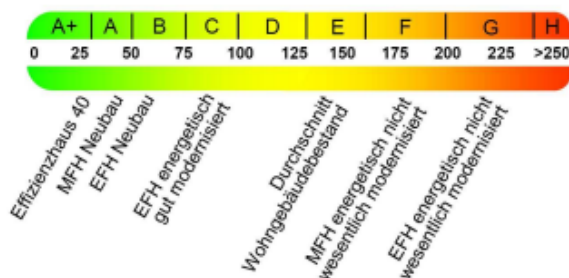 A+ A B C D E F G H
0 25 50 75 100 125 150 175 200 225 >250
Effizienzhaus 40
MFH Neubau
EFH Neubau
EFH energetisch
gut modernisiert
Durchschnitt
Wohngebäudebestand
MFH energetisch nicht
wesentlich modernisiert
EFH energetisch nicht
wesentlich modernisiert